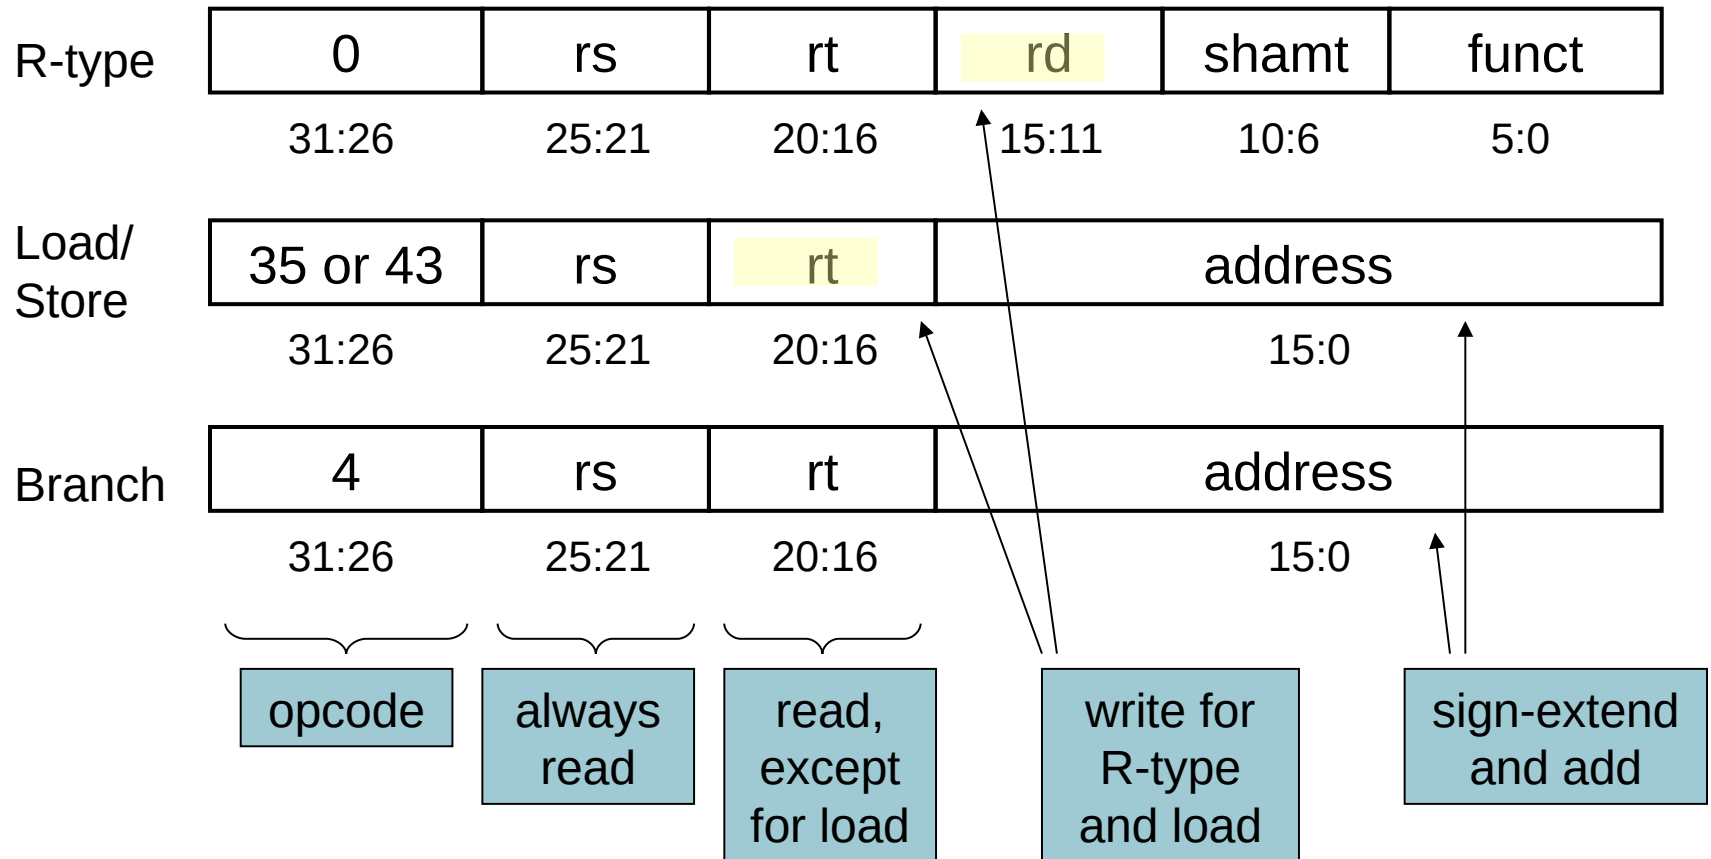 R-type 0 rs rt rd shamt funct
31:26 25:21 20:16 15:11 10:6 5:0
Load/
Store 35 or 43 rs rt address
31:26 25:21 20:16 15:0
Branch 4 rs rt address
31:26 25:21 20:16 15:0
opcode
always
read
read,
except
for load
write for
R-type
and load
sign-extend
and add